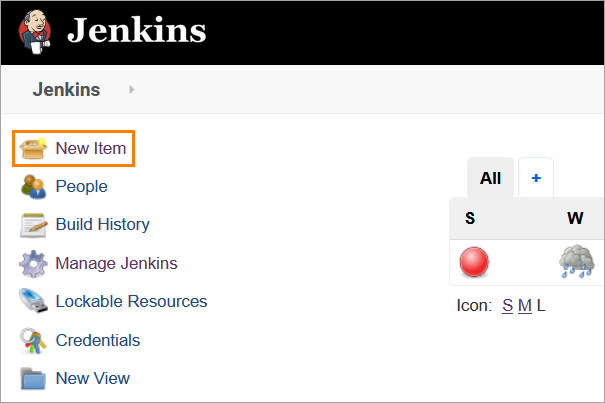 Jenkins
Jenkins
New Item
People
Build History
Manage Jenkins
Lockable Resources
Credentials
New View
All +
S W
Icon: S M L